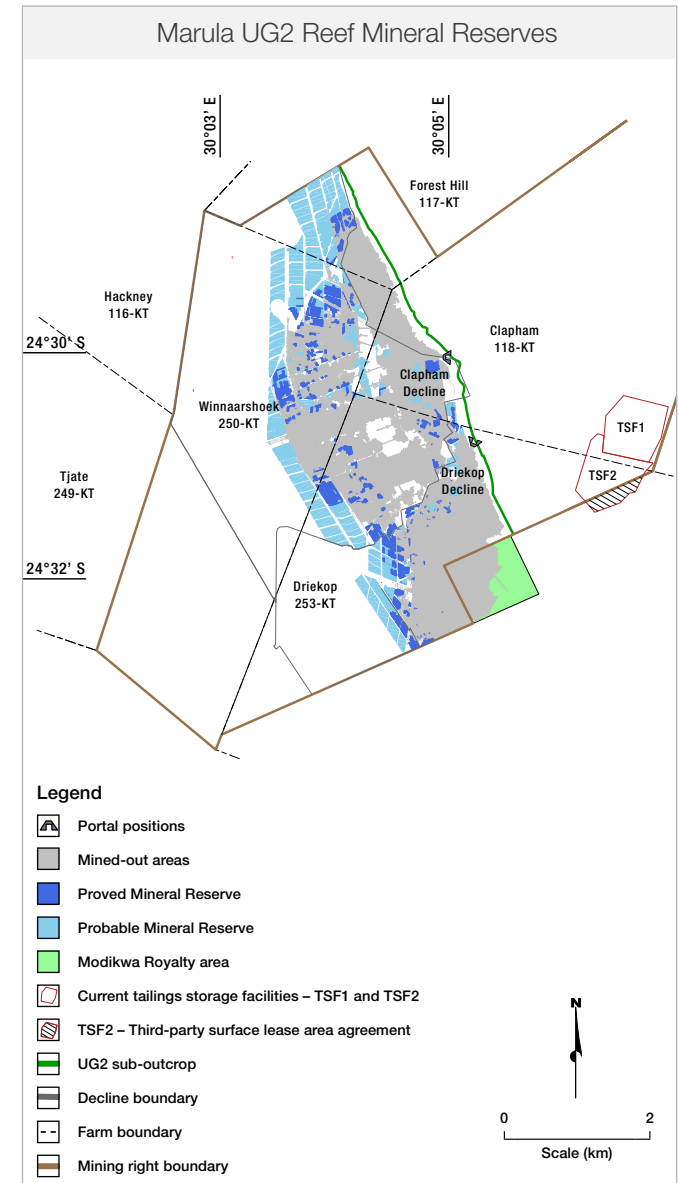 Marula UG2 Reef Mineral Reserves
30°03’ E
30°05’ E
Forest Hill
117-KT
Hackney
116-KT
Clapham
118-KT
24°30’ S
Clapham
Decline
Winnaarshoek
250-KT
TSF1
TSF2
Tjate
249-KT
Driekop
Decline
24°32’ S
Driekop
253-KT
Legend
Portal positions
Mined-out areas
Proved Mineral Reserve
Probable Mineral Reserve
Modikwa Royalty area
Current tailings storage facilities – TSF1 and TSF2
TSF2 – Third-party surface lease area agreement
UG2 sub-outcrop
Decline boundary
Farm boundary
Mining right boundary
N
0 2
Scale (km)